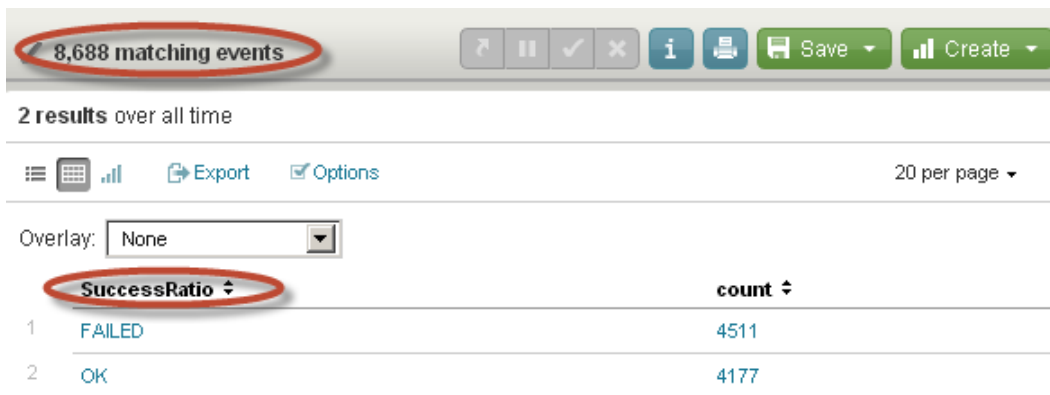 8,688 matching events
i
Save
Create
2 results over all time
Export
Options
20 per page
Overlay: None
SuccessRatio count
1 FAILED 4511
2 OK 4177